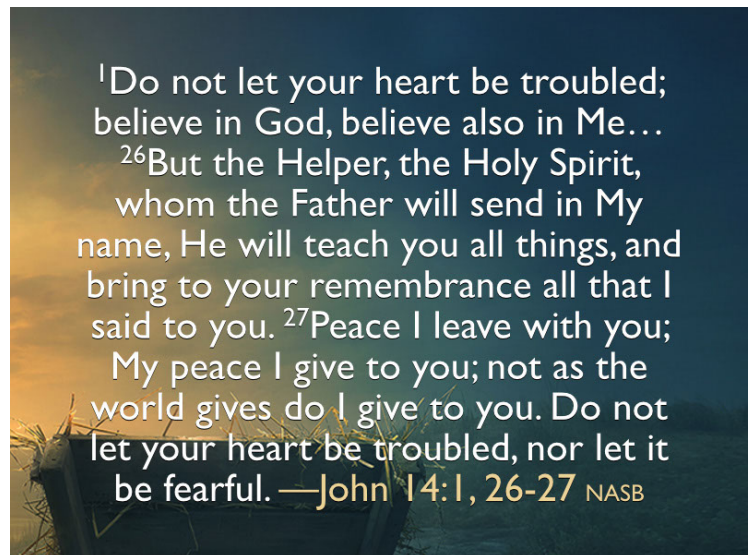 ¹Do not let your heart be troubled;
believe in God, believe also in Me…
²⁶But the Helper, the Holy Spirit,
whom the Father will send in My
name, He will teach you all things, and
bring to your remembrance all that I
said to you. ²⁷Peace I leave with you;
My peace I give to you; not as the
world gives do I give to you. Do not
let your heart be troubled, nor let it
be fearful. —John 14:1, 26-27 NASB